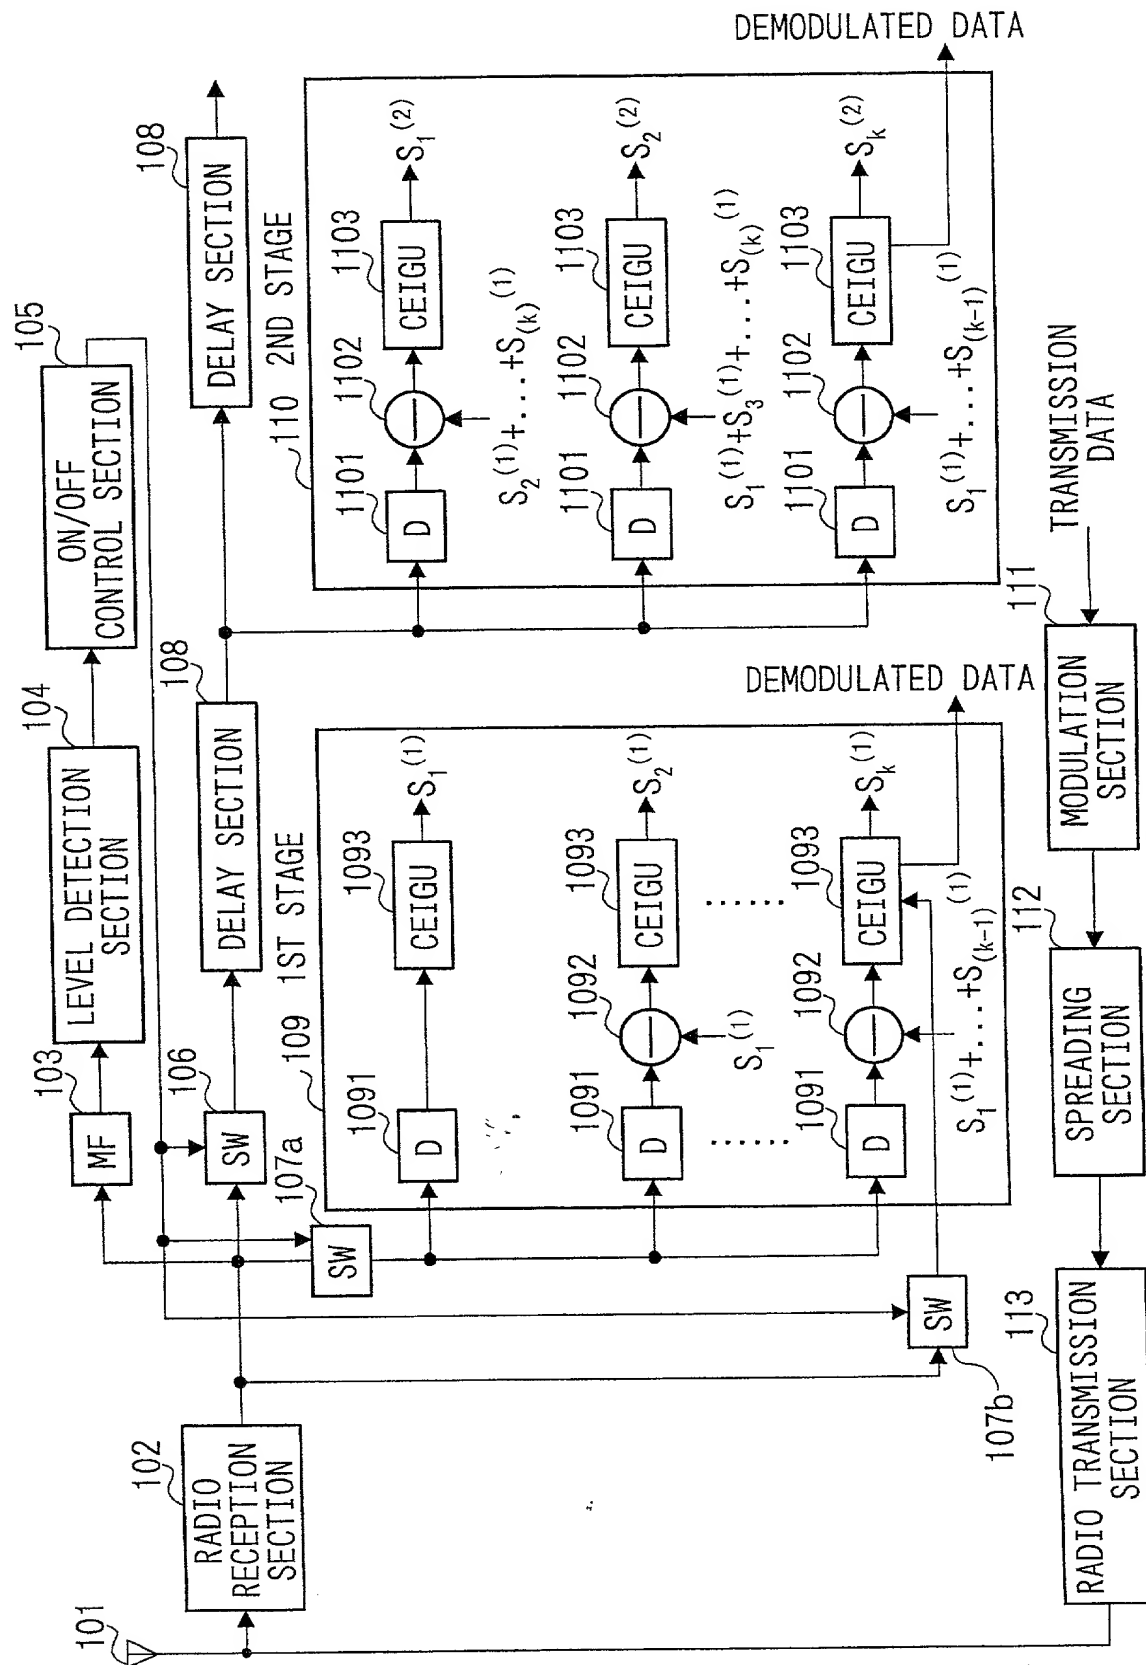 101
102
RADIO
RECEPTION
SECTION
103
MF
104
LEVEL DETECTION
SECTION
105
ON/OFF
CONTROL SECTION
106
SW
107a
SW
107b
SW
108
DELAY SECTION
108
DELAY SECTION
109 1ST STAGE
1091
D
1093
CEIGU
S1(1)
1091
D
1092
—
S1(1)
1093
CEIGU
S2(1)
......
......
1091
D
1092
—
S1(1)+....+S(k-1)(1)
1093
CEIGU
Sk(1)
DEMODULATED DATA
110 2ND STAGE
1101
D
1102
—
S2(1)+....+S(k)(1)
1103
CEIGU
S1(2)
1101
D
1102
—
S1(1)+S3(1)+....+S(k)(1)
1103
CEIGU
S2(2)
1101
D
1102
—
S1(1)+....+S(k-1)(1)
1103
CEIGU
Sk(2)
DEMODULATED DATA
TRANSMISSION
DATA
111
MODULATION
SECTION
112
SPREADING
SECTION
113
RADIO TRANSMISSION
SECTION